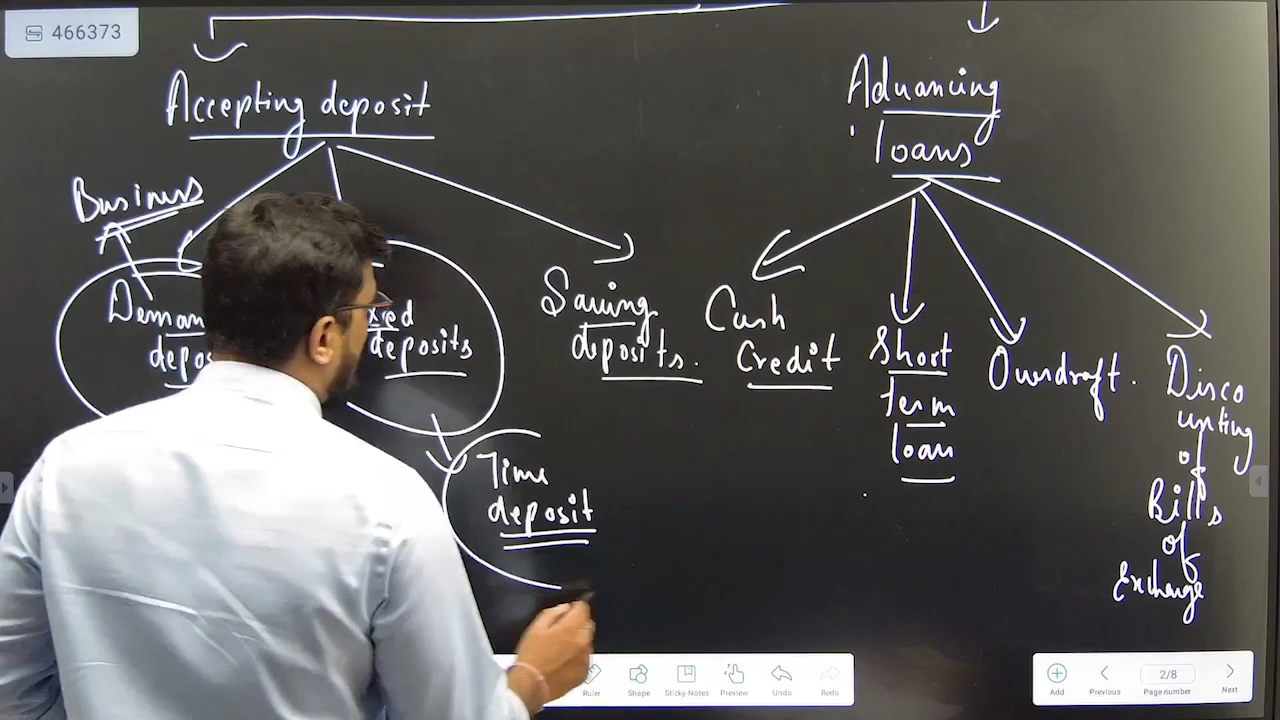 466373
Accepting deposit
Advancing
loans
Business
Saving
deposits.
Cash
Credit
Short
term
loan
Overdraft.
Disco
unting
of
Bills
of
Exchange
deposits
Time
deposit
Ruler
Shape
Sticky Notes
Preview
Undo
Redo
Add
Previous
2/8
Page number
Next